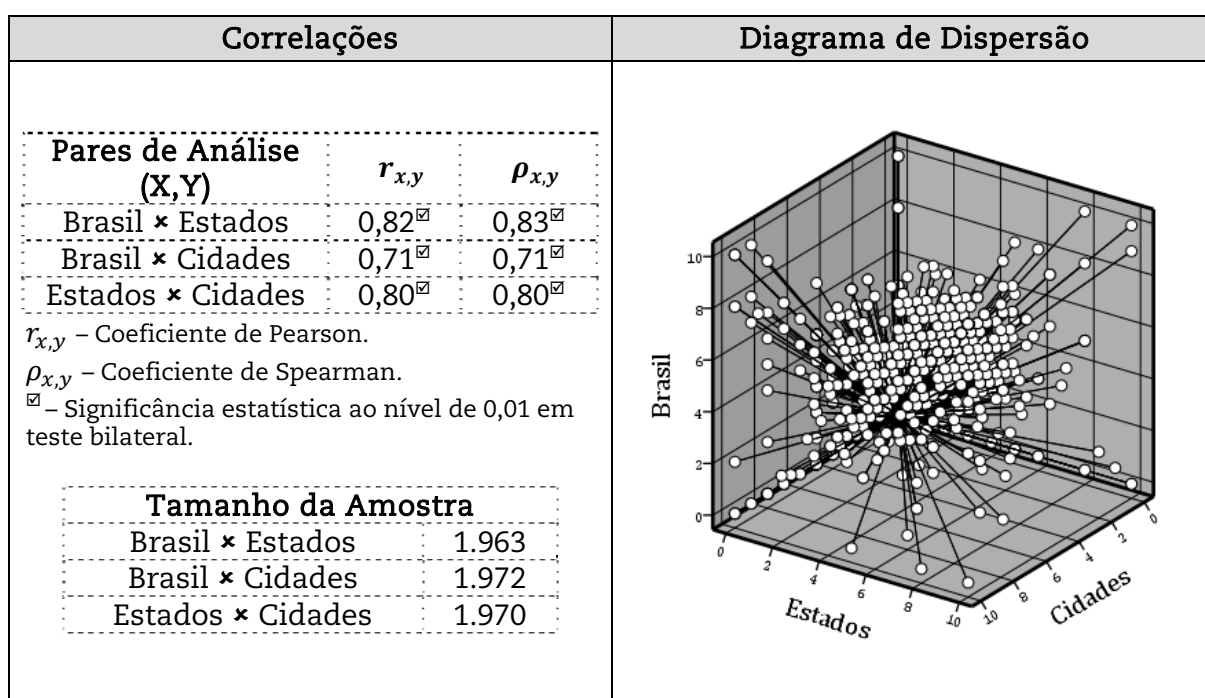 Correlações
Diagrama de Dispersão
Pares de Análise (X,Y) r_{x,y} ρ_{x,y}
Brasil × Estados 0,82☑ 0,83☑
Brasil × Cidades 0,71☑ 0,71☑
Estados × Cidades 0,80☑ 0,80☑
r_{x,y} – Coeficiente de Pearson.
ρ_{x,y} – Coeficiente de Spearman.
☑ – Significância estatística ao nível de 0,01 em
teste bilateral.
Tamanho da Amostra
Brasil × Estados 1.963
Brasil × Cidades 1.972
Estados × Cidades 1.970
Brasil
10
8
6
4
2
0
0 2 4 6 8 10
Estados
10 8 6 4 2 0
Cidades